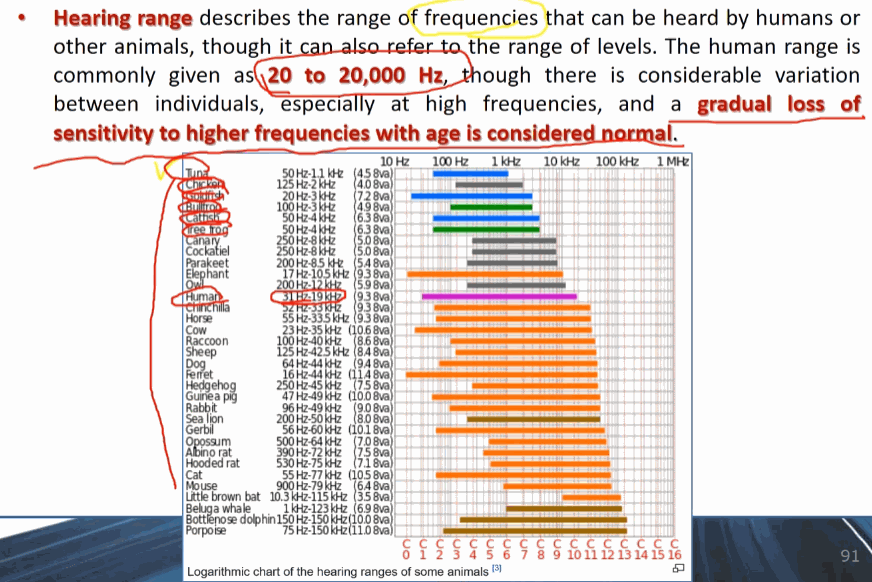 • Hearing range describes the range of frequencies that can be heard by humans or
other animals, though it can also refer to the range of levels. The human range is
commonly given as 20 to 20,000 Hz, though there is considerable variation
between individuals, especially at high frequencies, and a gradual loss of
sensitivity to higher frequencies with age is considered normal.
10 Hz 100 Hz 1 kHz 10 kHz 100 kHz 1 MHz
Tuna 50 Hz-1.1 kHz (4.5 8va)
Chicken 125 Hz-2 kHz (4.0 8va)
Goldfish 20 Hz-3 kHz (7.2 8va)
Bullfrog 100 Hz-3 kHz (4.9 8va)
Catfish 50 Hz-4 kHz (6.3 8va)
Tree frog 50 Hz-4 kHz (6.3 8va)
Canary 250 Hz-8 kHz (5.0 8va)
Cockatiel 250 Hz-8 kHz (5.0 8va)
Parakeet 200 Hz-8.5 kHz (5.4 8va)
Elephant 17 Hz-10.5 kHz (9.3 8va)
Owl 200 Hz-12 kHz (5.9 8va)
Human 31 Hz-19 kHz (9.3 8va)
Chinchilla 52 Hz-33 kHz (9.3 8va)
Horse 55 Hz-33.5 kHz (9.3 8va)
Cow 23 Hz-35 kHz (10.6 8va)
Raccoon 100 Hz-40 kHz (8.6 8va)
Sheep 125 Hz-42.5 kHz (8.4 8va)
Dog 64 Hz-44 kHz (9.4 8va)
Ferret 16 Hz-44 kHz (11.4 8va)
Hedgehog 250 Hz-45 kHz (7.5 8va)
Guinea pig 47 Hz-49 kHz (10.0 8va)
Rabbit 96 Hz-49 kHz (9.0 8va)
Sea lion 200 Hz-50 kHz (8.0 8va)
Gerbil 56 Hz-60 kHz (10.1 8va)
Opossum 500 Hz-64 kHz (7.0 8va)
Albino rat 390 Hz-72 kHz (7.5 8va)
Hooded rat 530 Hz-75 kHz (7.1 8va)
Cat 55 Hz-77 kHz (10.5 8va)
Mouse 900 Hz-79 kHz (6.4 8va)
Little brown bat 10.3 kHz-115 kHz (3.5 8va)
Beluga whale 1 kHz-123 kHz (6.9 8va)
Bottlenose dolphin 150 Hz-150 kHz (10.0 8va)
Porpoise 75 Hz-150 kHz (11.0 8va)
C C C C C C C C C C C C C C C C C
0 1 2 3 4 5 6 7 8 9 10 11 12 13 14 15 16
Logarithmic chart of the hearing ranges of some animals [3]
91